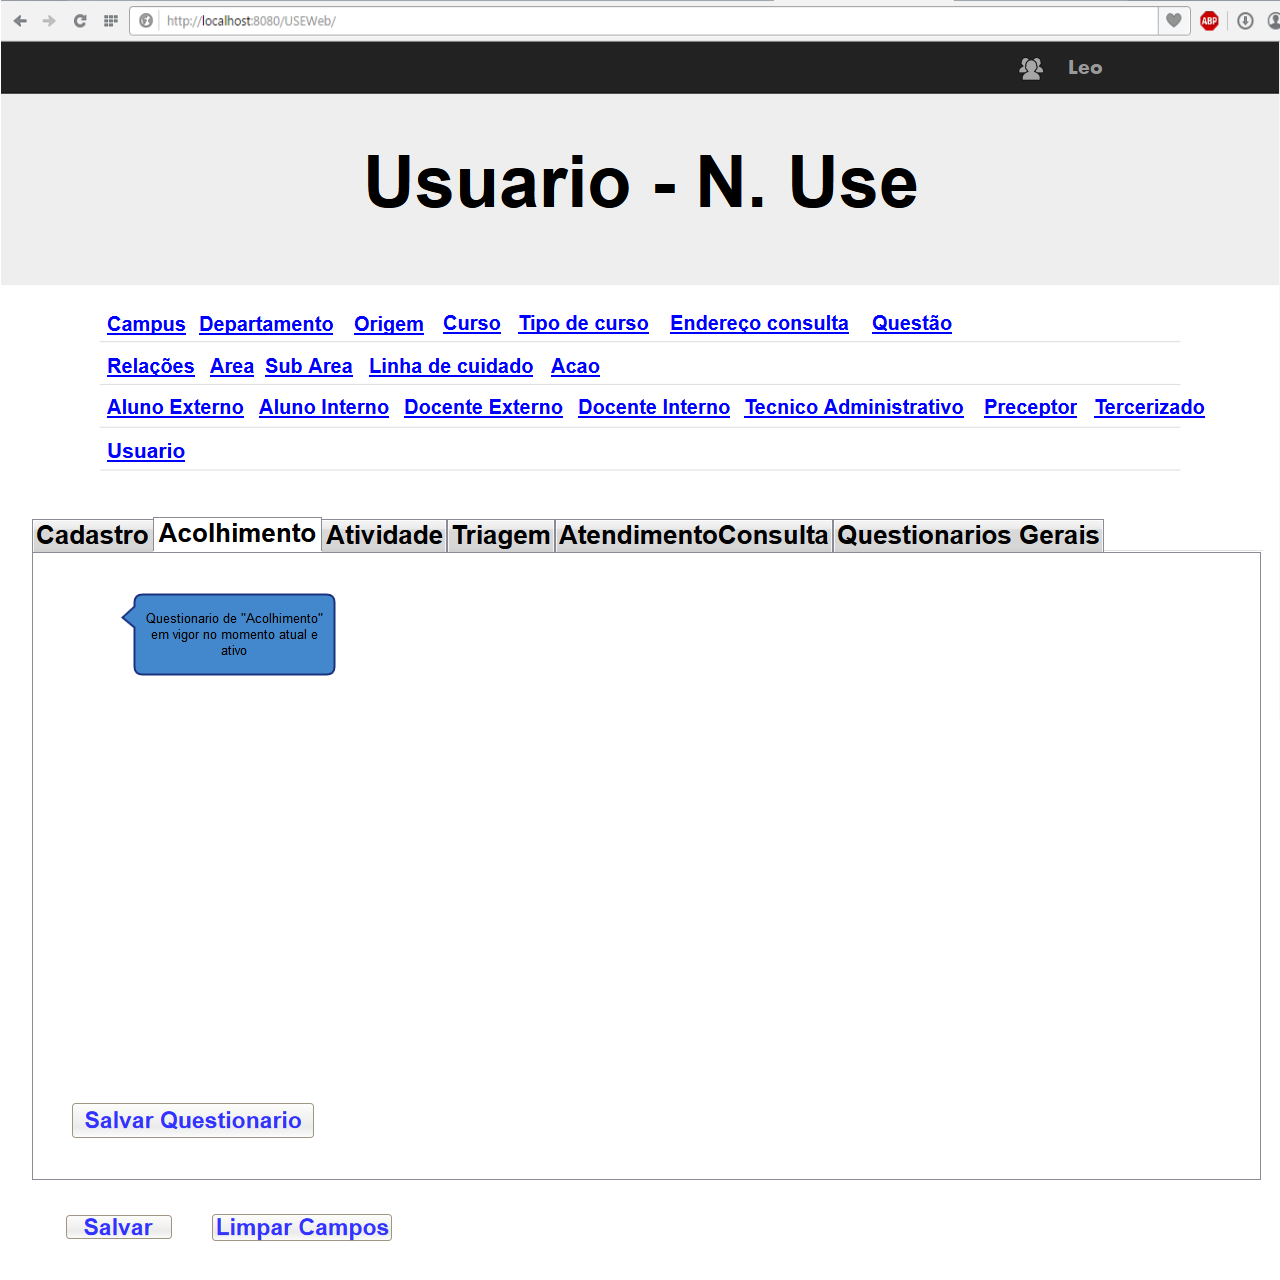 http://localhost:8080/USEWeb/
ABP
Leo
Usuario - N. Use
Campus Departamento Origem Curso Tipo de curso Endereço consulta Questão
Relações Area Sub Area Linha de cuidado Acao
Aluno Externo Aluno Interno Docente Externo Docente Interno Tecnico Administrativo Preceptor Tercerizado
Usuario
Cadastro Acolhimento Atividade Triagem AtendimentoConsulta Questionarios Gerais
Questionario de "Acolhimento"
em vigor no momento atual e
ativo
Salvar Questionario
Salvar Limpar Campos